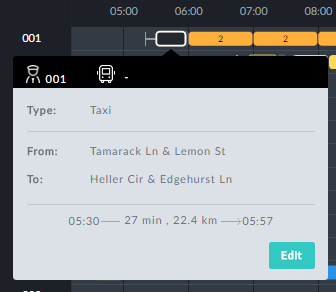 05:00 06:00 07:00 08:00
001 2 2
001 -
Type: Taxi
From: Tamarack Ln & Lemon St
To: Heller Cir & Edgehurst Ln
05:30 27 min , 22.4 km 05:57
Edit
002